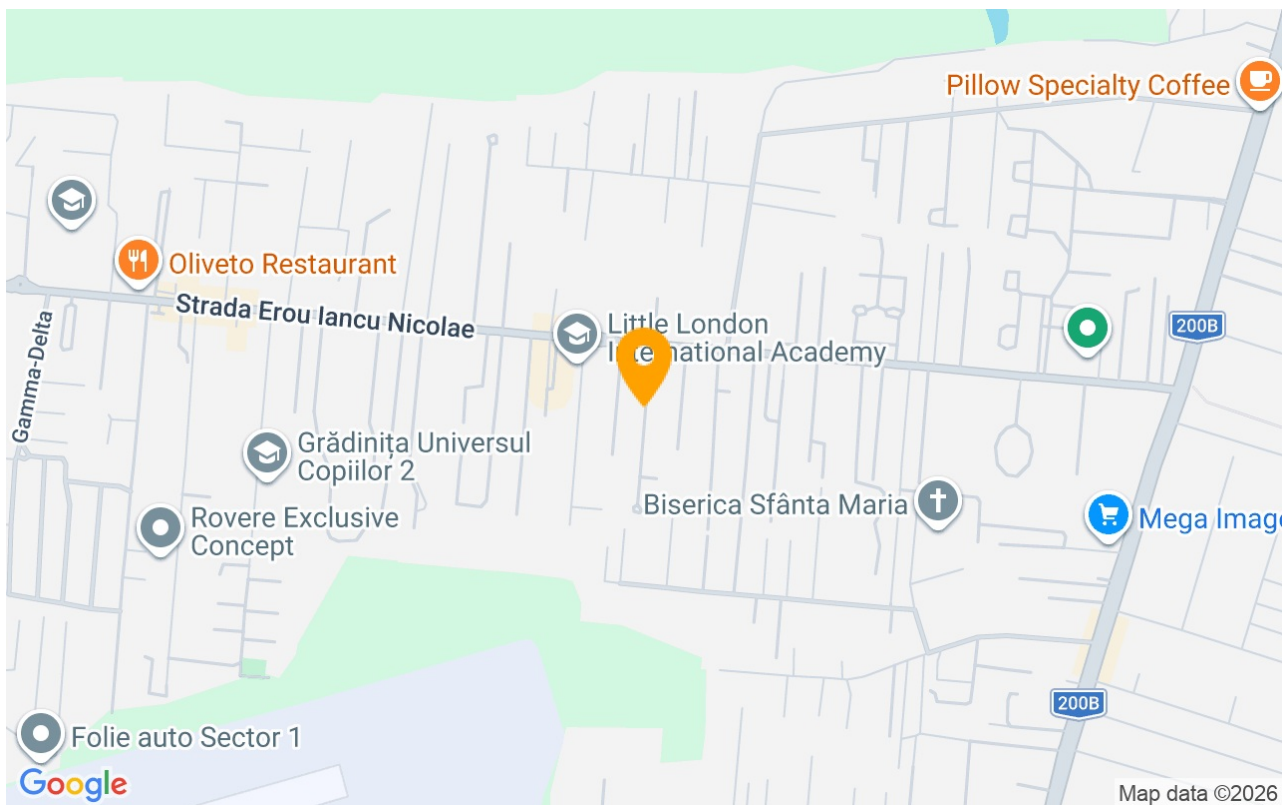 Pillow Specialty Coffee
Oliveto Restaurant
Strada Erou Iancu Nicolae
Little London
International Academy
200B
Gamma-Delta
Grădinița Universul
Copiilor 2
Biserica Sfânta Maria
Mega Image
Rovere Exclusive
Concept
200B
Folie auto Sector 1
Google
Map data ©2026